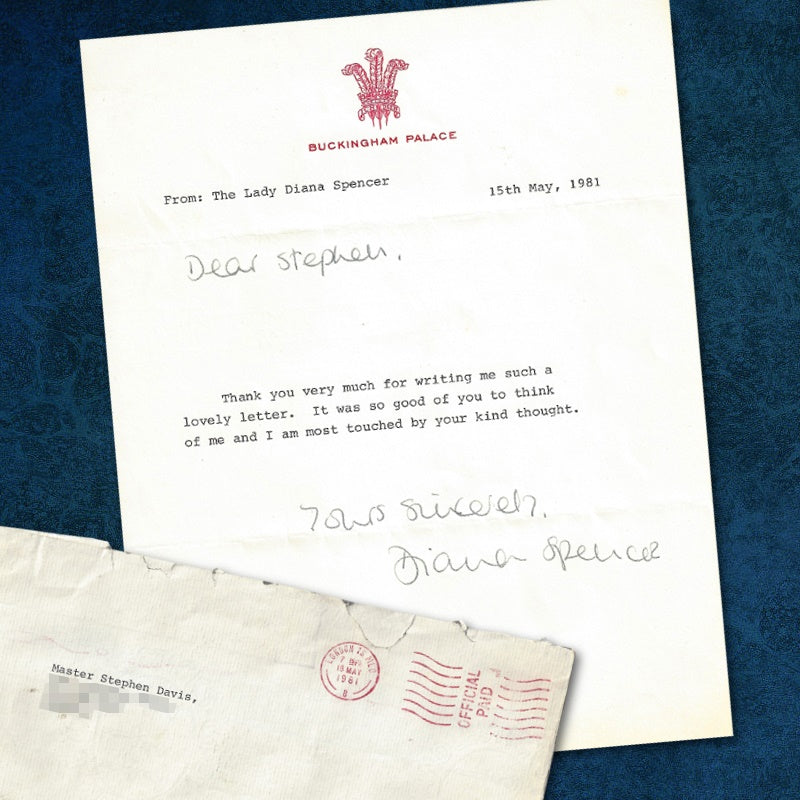 BUCKINGHAM PALACE
From: The Lady Diana Spencer
15th May, 1981
Dear Stephen,
Thank you very much for writing me such a
lovely letter. It was so good of you to think
of me and I am most touched by your kind thought.
Yours sincerely,
Diana Spencer
Master Stephen Davis,
LONDON
MAY
1981
OFFICIAL
PAID